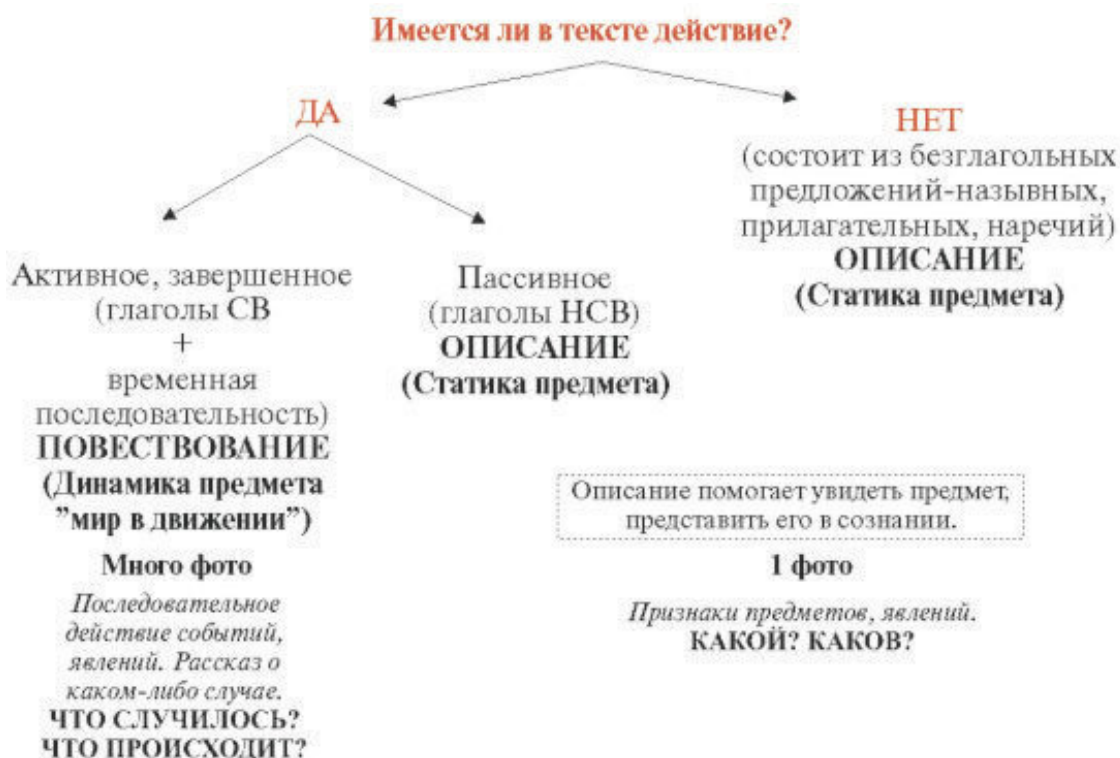 Имеется ли в тексте действие?
ДА
НЕТ
(состоит из безглагольных
предложений-назывных,
прилагательных, наречий)
ОПИСАНИЕ
(Статика предмета)
Активное, завершенное
(глаголы СВ
+
временная
последовательность)
ПОВЕСТВОВАНИЕ
(Динамика предмета
”мир в движении”)
Много фото
Последовательное
действие событий,
явлений. Рассказ о
каком-либо случае.
ЧТО СЛУЧИЛОСЬ?
ЧТО ПРОИСХОДИТ?
Пассивное
(глаголы НСВ)
ОПИСАНИЕ
(Статика предмета)
Описание помогает увидеть предмет,
представить его в сознании.
1 фото
Признаки предметов, явлений.
КАКОЙ? КАКОВ?